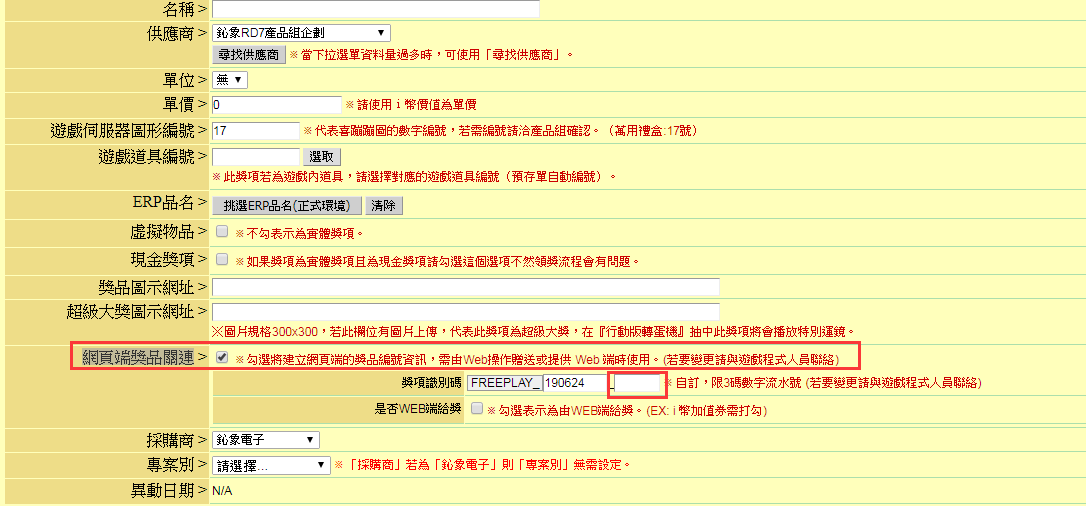 名稱 >
供應商 > 鈊象RD7產品組企劃
尋找供應商 ※ 當下拉選單資料量過多時，可使用「尋找供應商」。
單位 > 無
單價 > 0 ※ 請使用 i 幣價值為單價
遊戲伺服器圖形編號 > 17 ※ 代表喜蹦蹦圖的數字編號，若需編號請洽產品組確認。（萬用禮盒:17號）
遊戲道具編號 > 選取
※ 此獎項若為遊戲內道具，請選擇對應的遊戲道具編號（預存單自動編號）。
ERP品名 > 挑選ERP品名(正式環境) 清除
虛擬物品 > ※ 不勾表示為實體獎項。
現金獎項 > ※ 如果獎項為實體獎項且為現金獎項請勾選這個選項不然領獎流程會有問題。
獎品圖示網址 >
超級大獎圖示網址 >
※圖片規格300x300，若此欄位有圖片上傳，代表此獎項為超級大獎，在『行動版轉蛋機』抽中此獎項將會播放特別運鏡。
網頁端獎品關連 > ※ 勾選將建立網頁端的獎品編號資訊，需由Web操作贈送或提供 Web 端時使用。(若要變更請與遊戲程式人員聯絡)
獎項識別碼 FREEPLAY_ 190624 _ ※ 自訂，限3碼數字流水號 (若要變更請與遊戲程式人員聯絡)
是否WEB端給獎 ※ 勾選表示為由WEB端給獎。(EX: i 幣加值券需打勾)
採購商 > 鈊象電子
專案別 > 請選擇... ※ 「採購商」若為「鈊象電子」則「專案別」無需設定。
異動日期 > N/A